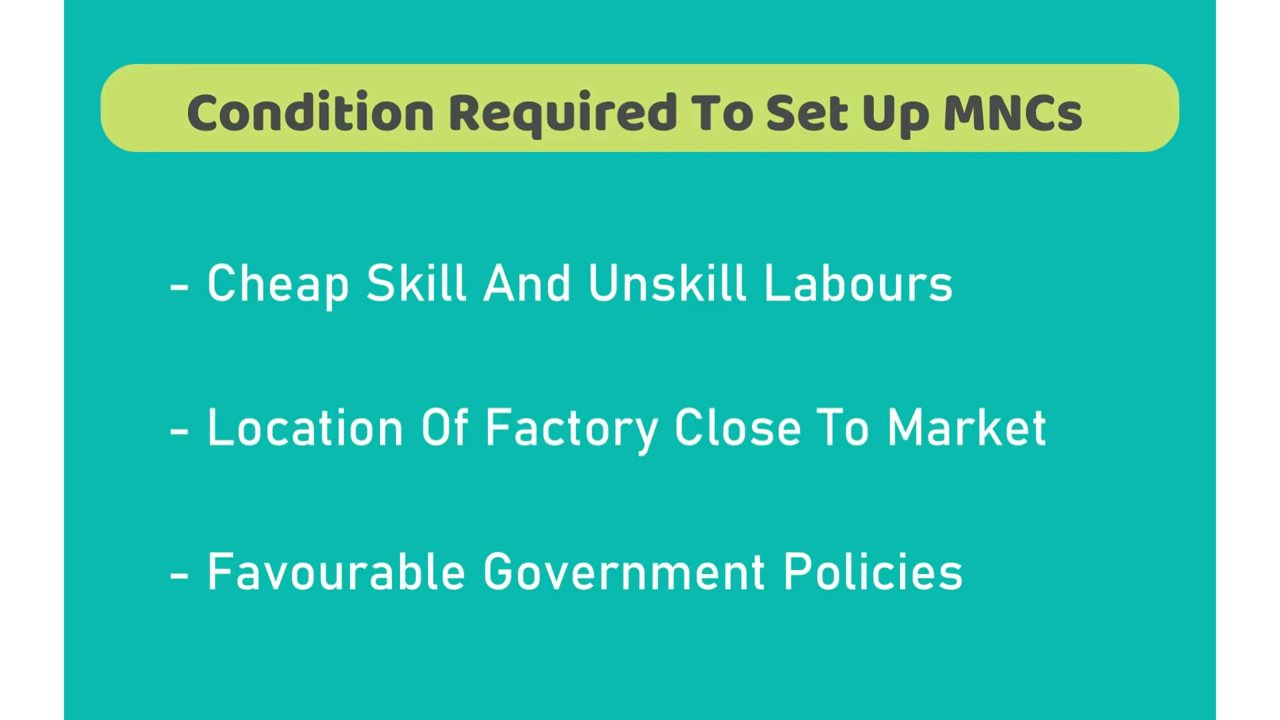 Condition Required To Set Up MNCs
- Cheap Skill And Unskill Labours
- Location Of Factory Close To Market
- Favourable Government Policies